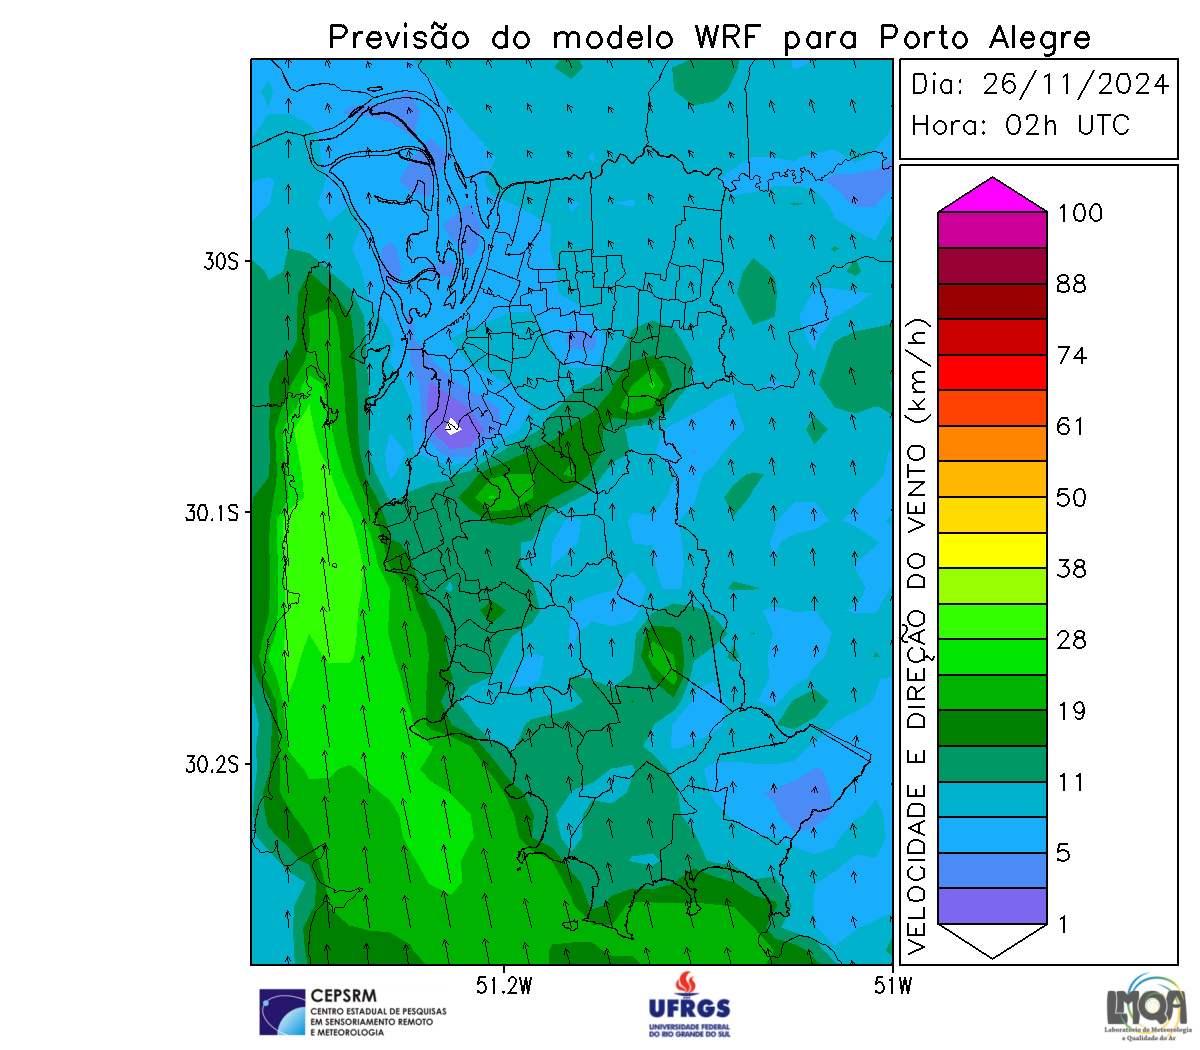 Previsão do modelo WRF para Porto Alegre
Dia: 26/11/2024
Hora: 02h UTC
30S
30.1S
30.2S
51.2W
51W
VELOCIDADE E DIREÇÃO DO VENTO (km/h)
100
88
74
61
50
38
28
19
11
5
1
CEPSRM
CENTRO ESTADUAL DE PESQUISAS
EM SENSORIAMENTO REMOTO
E METEOROLOGIA
UFRGS
UNIVERSIDADE FEDERAL
DO RIO GRANDE DO SUL
LMQA
Laboratório de Meteorologia
e Qualidade do Ar